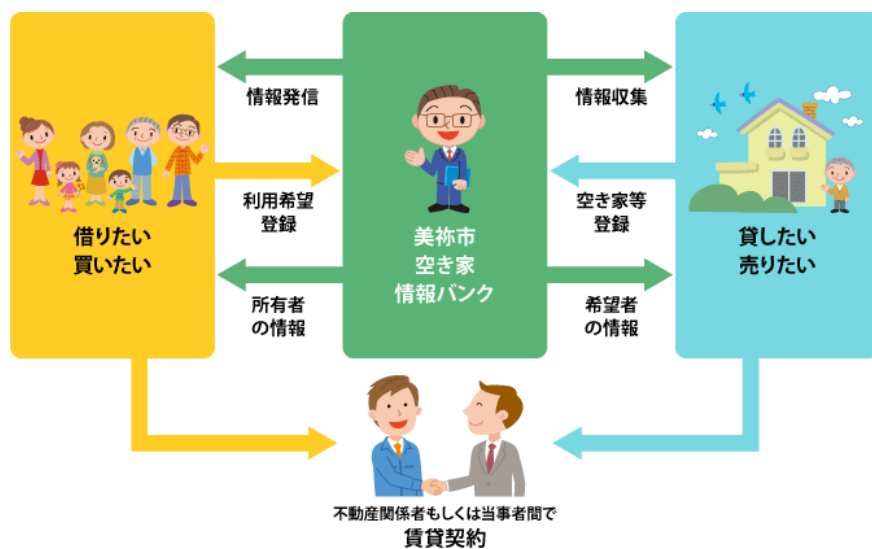 情報発信
情報収集
利用希望
登録
空き家等
登録
借りたい
買いたい
美祢市
空き家
情報バンク
貸したい
売りたい
所有者
の情報
希望者
の情報
不動産関係者もしくは当事者間で
賃貸契約